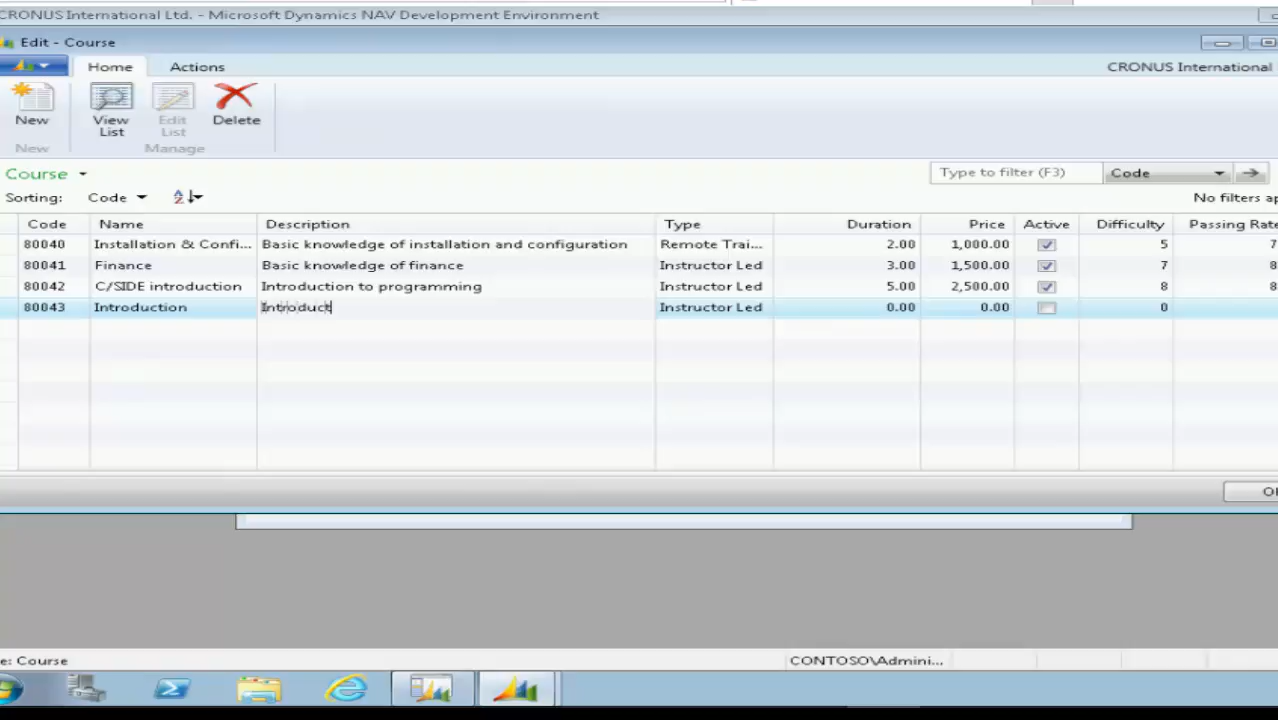 CRONUS International Ltd. - Microsoft Dynamics NAV Development Environment
Edit - Course
Home Actions CRONUS International
New View List Edit List Delete
New Manage
Course Type to filter (F3) Code
Sorting: Code No filters ap
Code Name Description Type Duration Price Active Difficulty Passing Rate
80040 Installation & Confi... Basic knowledge of installation and configuration Remote Trai... 2.00 1,000.00 5 7
80041 Finance Basic knowledge of finance Instructor Led 3.00 1,500.00 7 8
80042 C/SIDE introduction Introduction to programming Instructor Led 5.00 2,500.00 8 8
80043 Introduction Introduct Instructor Led 0.00 0.00 0
e: Course CONTOSO\Admini...